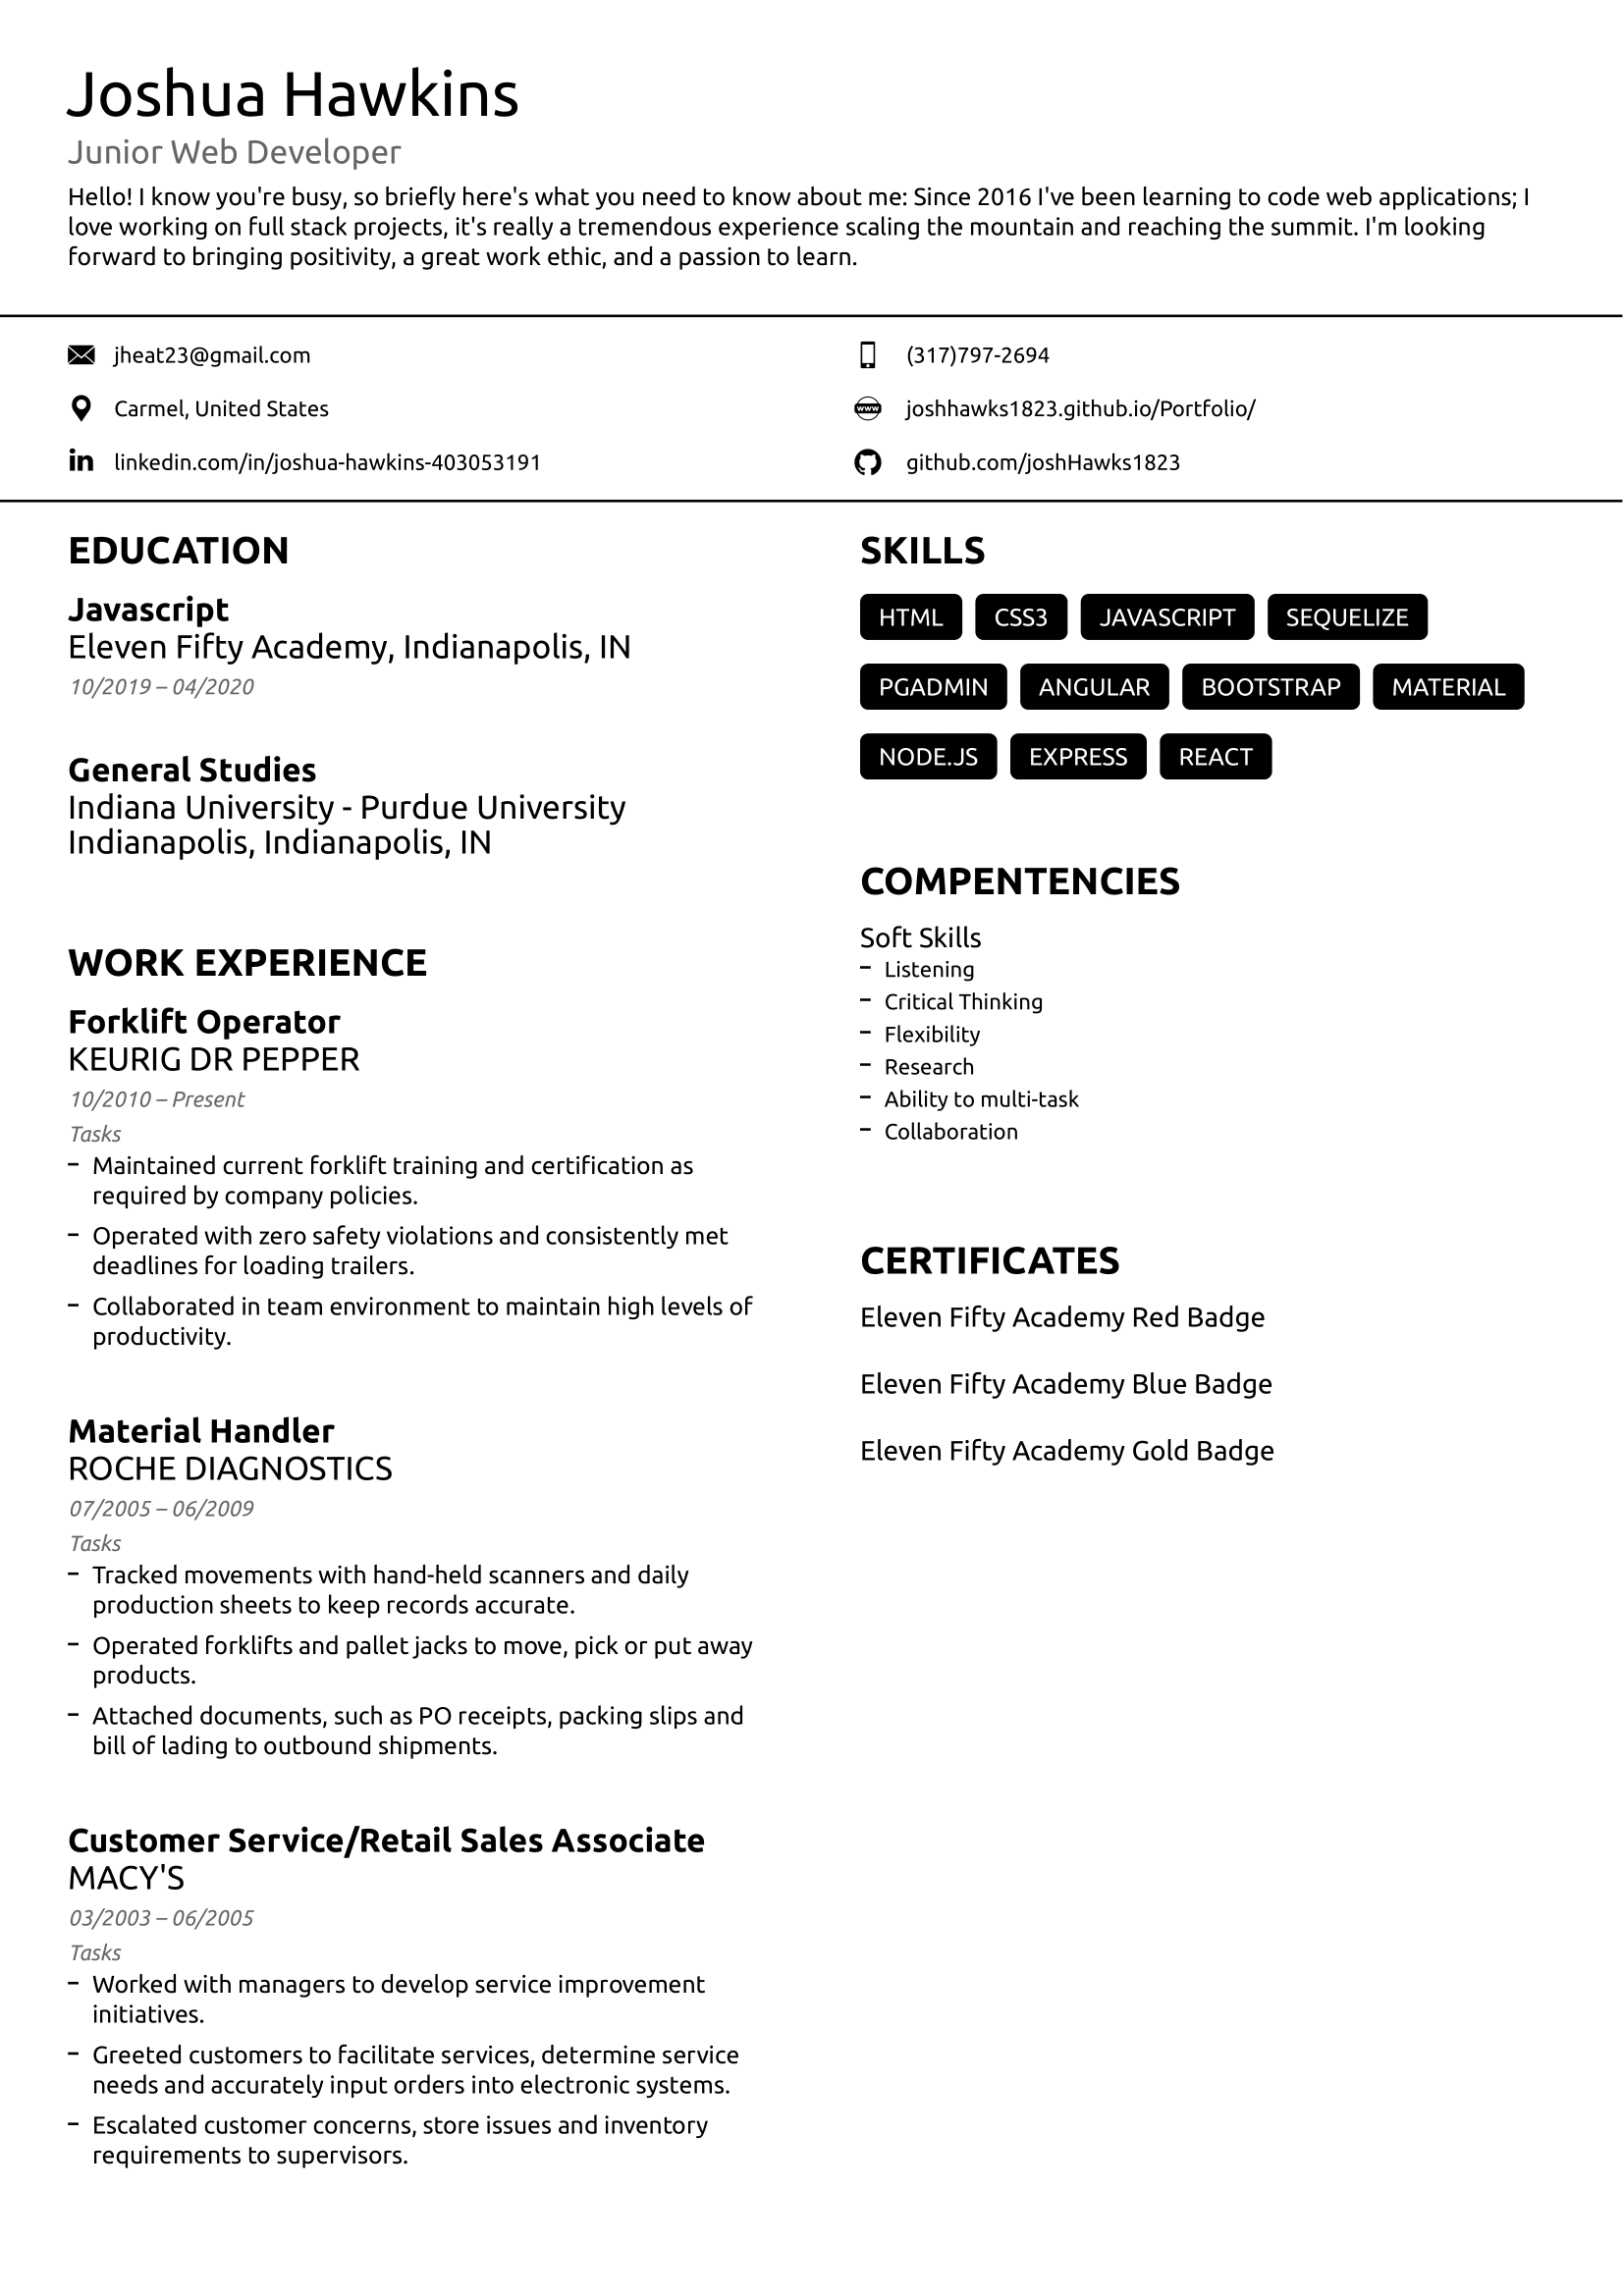 Joshua Hawkins
Junior Web Developer
Hello! I know you're busy, so briefly here's what you need to know about me: Since 2016 I've been learning to code web applications; I
love working on full stack projects, it's really a tremendous experience scaling the mountain and reaching the summit. I'm looking
forward to bringing positivity, a great work ethic, and a passion to learn.
jheat23@gmail.com
(317)797-2694
Carmel, United States
www
joshhawks1823.github.io/Portfolio/
in
linkedin.com/in/joshua-hawkins-403053191
github.com/joshHawks1823
EDUCATION
Javascript
Eleven Fifty Academy, Indianapolis, IN
10/2019 – 04/2020
General Studies
Indiana University - Purdue University
Indianapolis, Indianapolis, IN
WORK EXPERIENCE
Forklift Operator
KEURIG DR PEPPER
10/2010 – Present
Tasks
– Maintained current forklift training and certification as
required by company policies.
– Operated with zero safety violations and consistently met
deadlines for loading trailers.
– Collaborated in team environment to maintain high levels of
productivity.
Material Handler
ROCHE DIAGNOSTICS
07/2005 – 06/2009
Tasks
– Tracked movements with hand-held scanners and daily
production sheets to keep records accurate.
– Operated forklifts and pallet jacks to move, pick or put away
products.
– Attached documents, such as PO receipts, packing slips and
bill of lading to outbound shipments.
Customer Service/Retail Sales Associate
MACY'S
03/2003 – 06/2005
Tasks
– Worked with managers to develop service improvement
initiatives.
– Greeted customers to facilitate services, determine service
needs and accurately input orders into electronic systems.
– Escalated customer concerns, store issues and inventory
requirements to supervisors.
SKILLS
HTML CSS3 JAVASCRIPT SEQUELIZE
PGADMIN ANGULAR BOOTSTRAP MATERIAL
NODE.JS EXPRESS REACT
COMPENTENCIES
Soft Skills
– Listening
– Critical Thinking
– Flexibility
– Research
– Ability to multi-task
– Collaboration
CERTIFICATES
Eleven Fifty Academy Red Badge
Eleven Fifty Academy Blue Badge
Eleven Fifty Academy Gold Badge